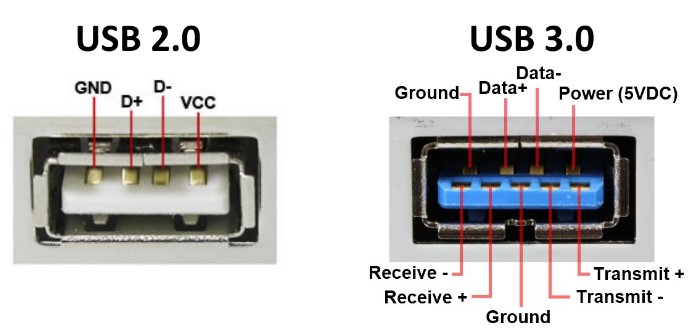 USB 2.0
GND
D+
D-
VCC
USB 3.0
Ground
Data+
Data-
Power (5VDC)
Receive -
Receive +
Ground
Transmit -
Transmit +